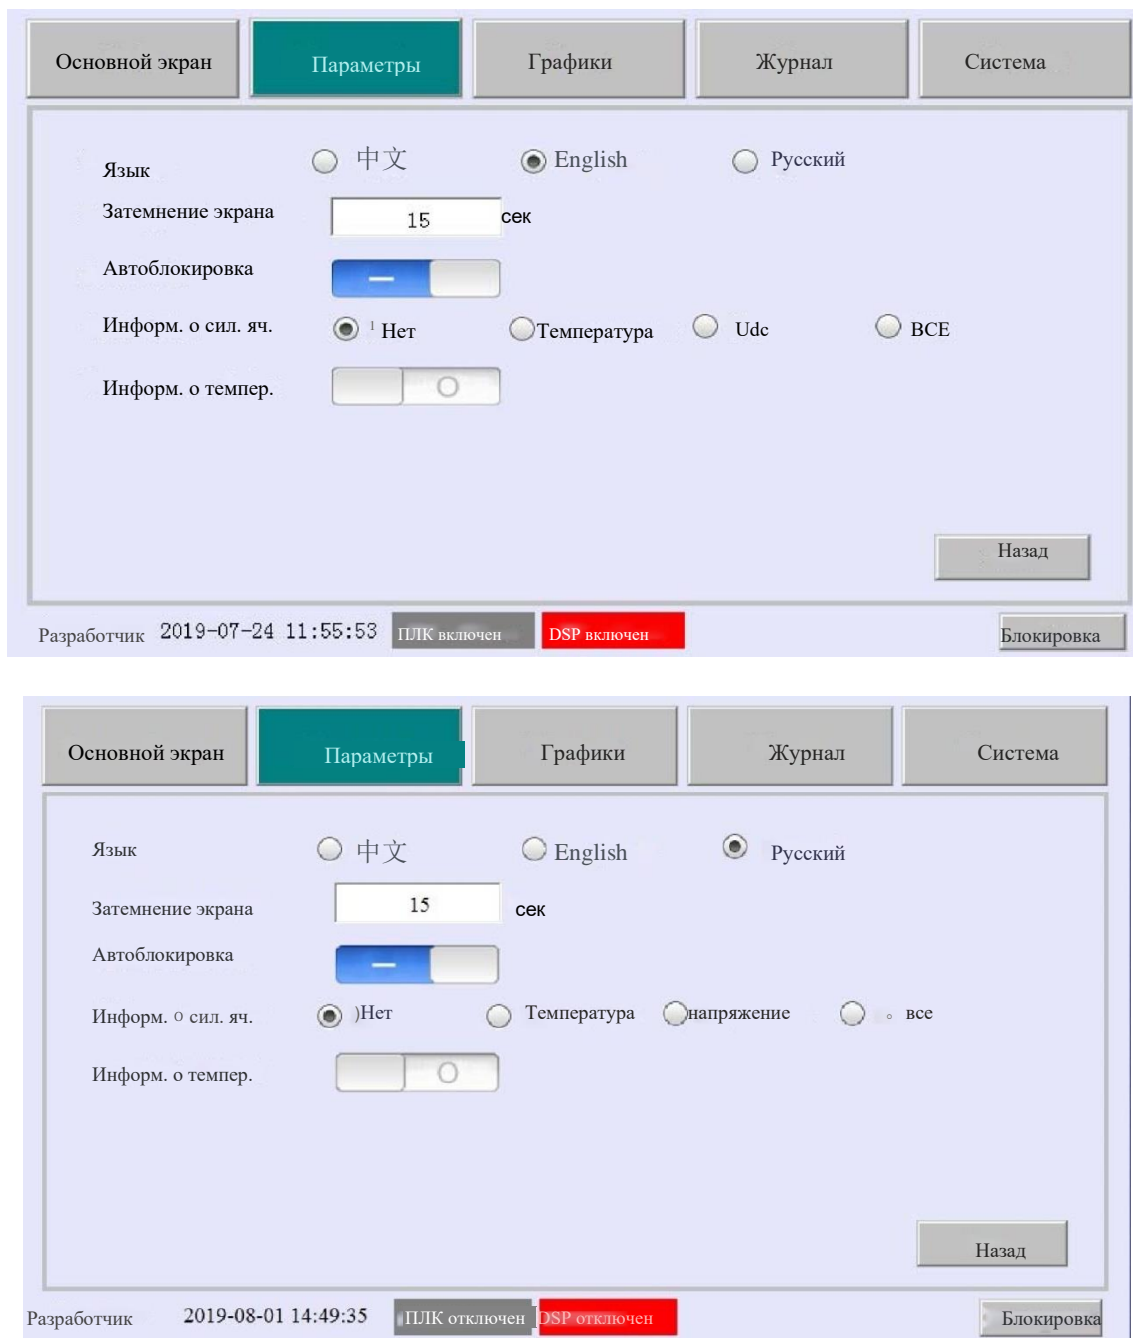 Основной экран Параметры Графики Журнал Система
Язык 中文 English Русский
Затемнение экрана 15 сек
Автоблокировка
Информ. о сил. яч. 1 Нет Температура Udc ВСЕ
Информ. о темпер.
Назад
Разработчик 2019-07-24 11:55:53 ПЛК включен DSP включен Блокировка
Основной экран Параметры Графики Журнал Система
Язык 中文 English Русский
Затемнение экрана 15 сек
Автоблокировка
Информ. О сил. яч. )Нет Температура напряжение все
Информ. о темпер.
Назад
Разработчик 2019-08-01 14:49:35 ПЛК отключен DSP отключен Блокировка